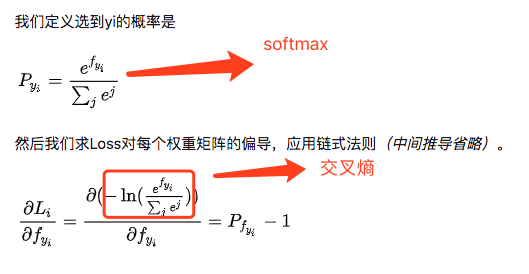 我们定义选到yi的概率是
softmax
P_{y_i} = \frac{e^{f_{y_i}}}{\sum_j e^j}
然后我们求Loss对每个权重矩阵的偏导，应用链式法则（中间推导省略）。
交叉熵
\frac{\partial L_i}{\partial f_{y_i}} = \frac{\partial(-\ln(\frac{e^{f_{y_i}}}{\sum_j e^j}))}{\partial f_{y_i}} = P_{f_{y_i}} - 1